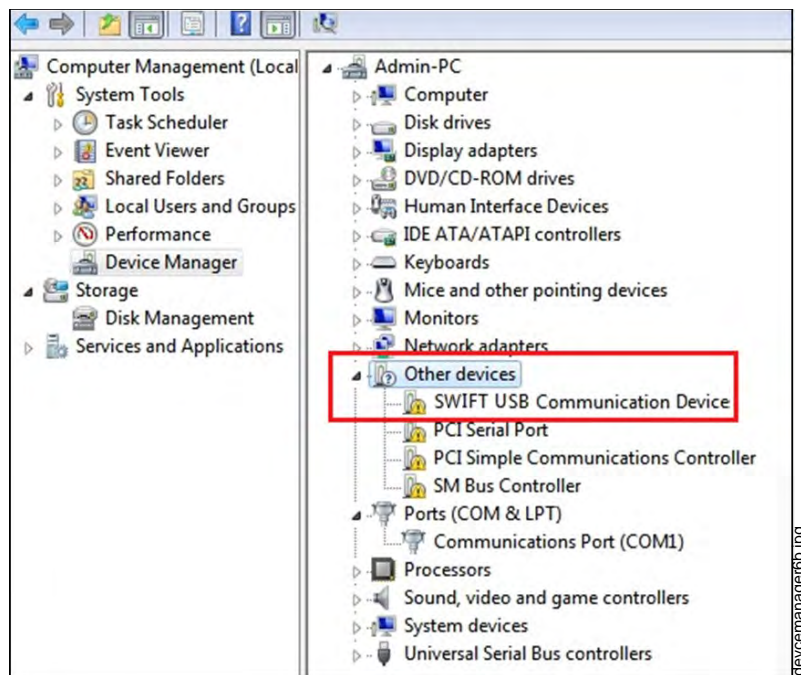 Computer Management (Local
System Tools
Task Scheduler
Event Viewer
Shared Folders
Local Users and Groups
Performance
Device Manager
Storage
Disk Management
Services and Applications
Admin-PC
Computer
Disk drives
Display adapters
DVD/CD-ROM drives
Human Interface Devices
IDE ATA/ATAPI controllers
Keyboards
Mice and other pointing devices
Monitors
Network adapters
Other devices
SWIFT USB Communication Device
PCI Serial Port
PCI Simple Communications Controller
SM Bus Controller
Ports (COM & LPT)
Communications Port (COM1)
Processors
Sound, video and game controllers
System devices
Universal Serial Bus controllers
devcemanager6b.jpg